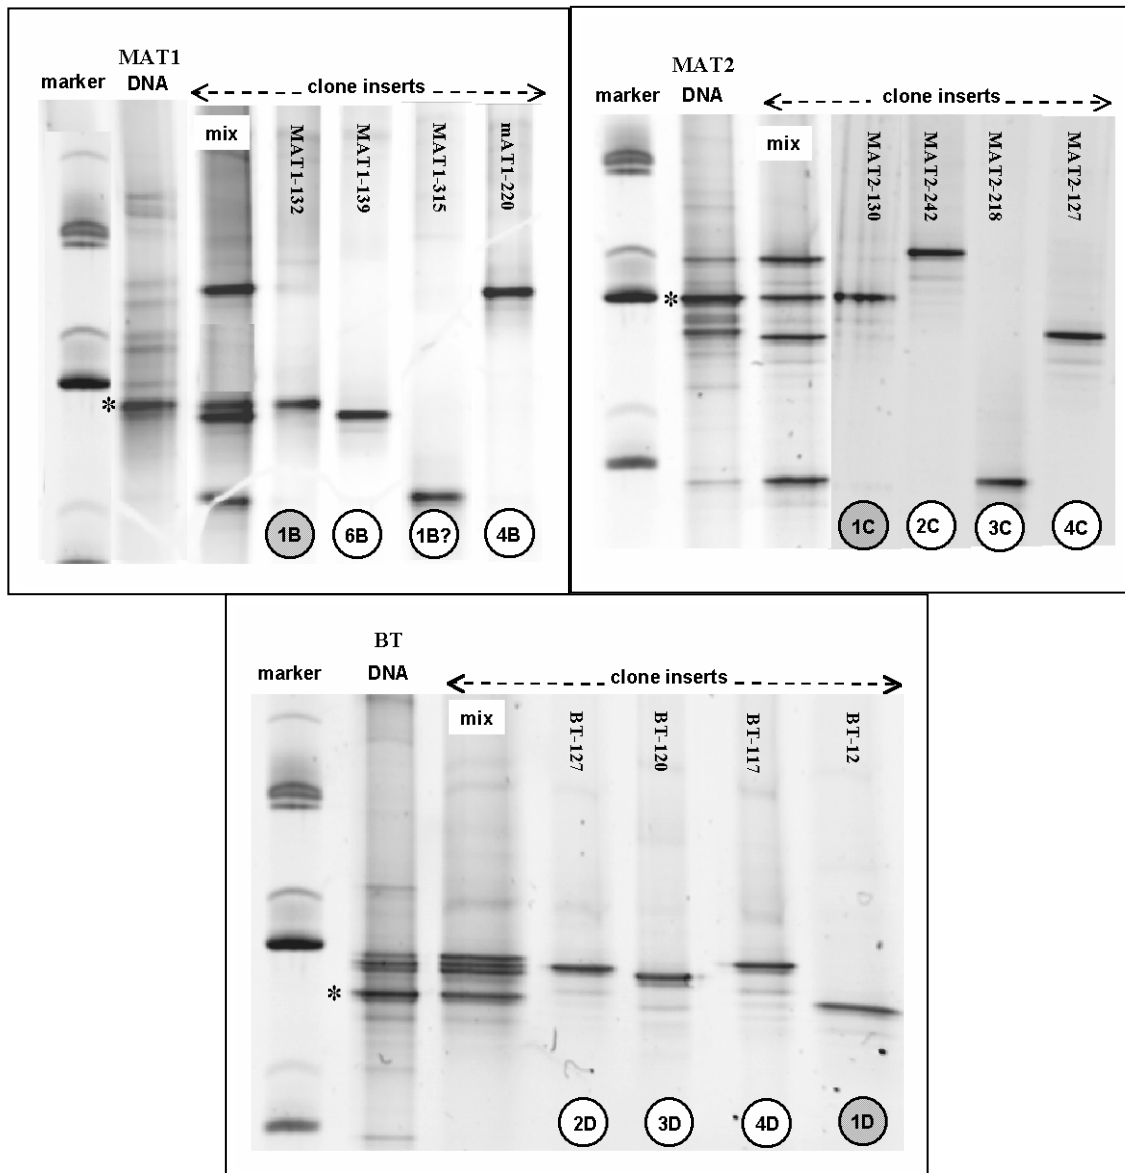 MAT1
marker DNA
clone inserts
mix
MAT1-132
MAT1-139
MAT1-315
mAT1-220
*
1B
6B
1B?
4B
MAT2
marker DNA
clone inserts
mix
MAT2-130
MAT2-242
MAT2-218
MAT2-127
*
1C
2C
3C
4C
BT
marker DNA
clone inserts
mix
BT-127
BT-120
BT-117
BT-12
*
2D
3D
4D
1D